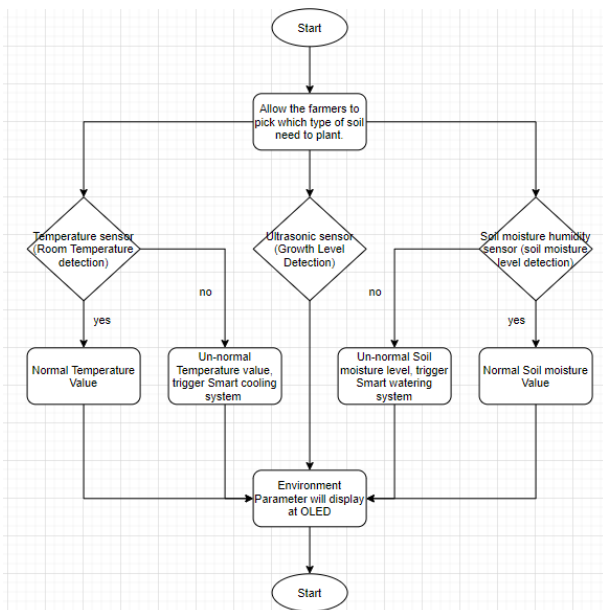 Start
Allow the farmers to
pick which type of soil
need to plant.
Temperature sensor
(Room Temperature
detection)
Ultrasonic sensor
(Growth Level
Detection)
Soil moisture humidity
sensor (soil moisture
level detection)
no
no
yes
yes
Normal Temperature
Value
Un-normal
Temperature value,
trigger Smart cooling
system
Un-normal Soil
moisture level, trigger
Smart watering
system
Normal Soil moisture
Value
Environment
Parameter will display
at OLED
Start